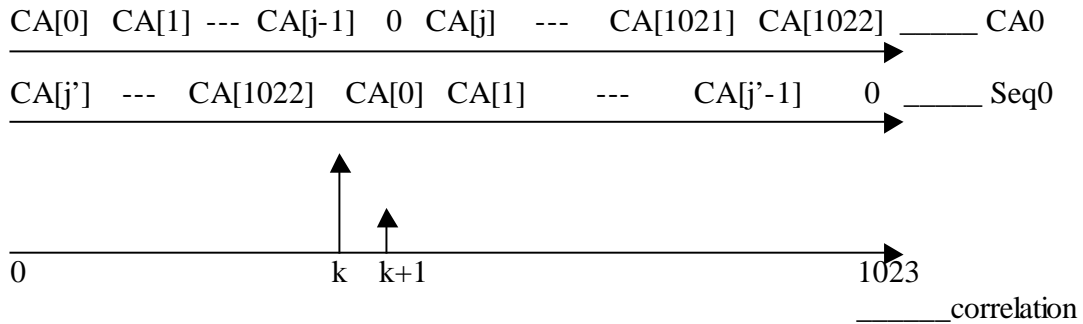 CA[0] CA[1] --- CA[j-1] 0 CA[j] --- CA[1021] CA[1022] _____ CA0
CA[j’] --- CA[1022] CA[0] CA[1] --- CA[j’-1] 0 _____ Seq0
0 k k+1 1023
______correlation